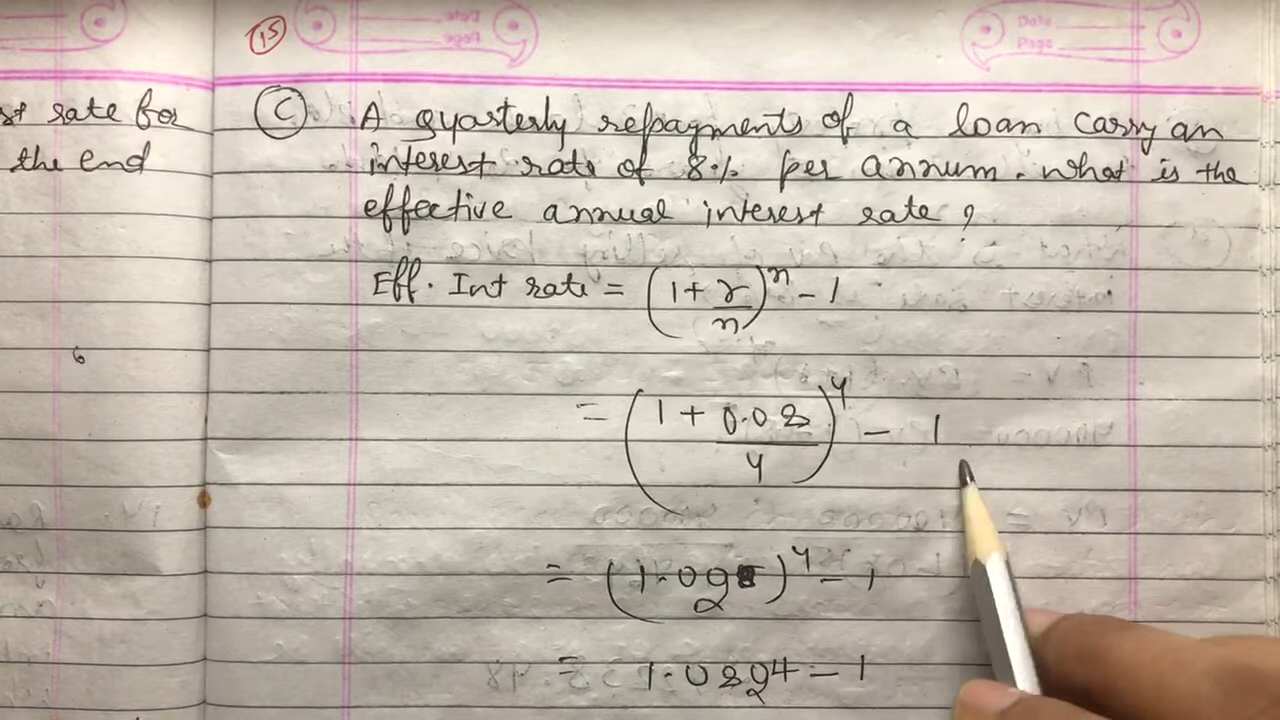 15
Date
Page
st rate for
the end
C A quarterly repayments of a loan carry an
interest rate of 8% per annum. what is the
effective annual interest rate ?
Eff. Int rate = (1 + r/n)^n - 1
= (1 + 0.08/4)^4 - 1
= (1.02)^4 - 1
= 1.0824 - 1